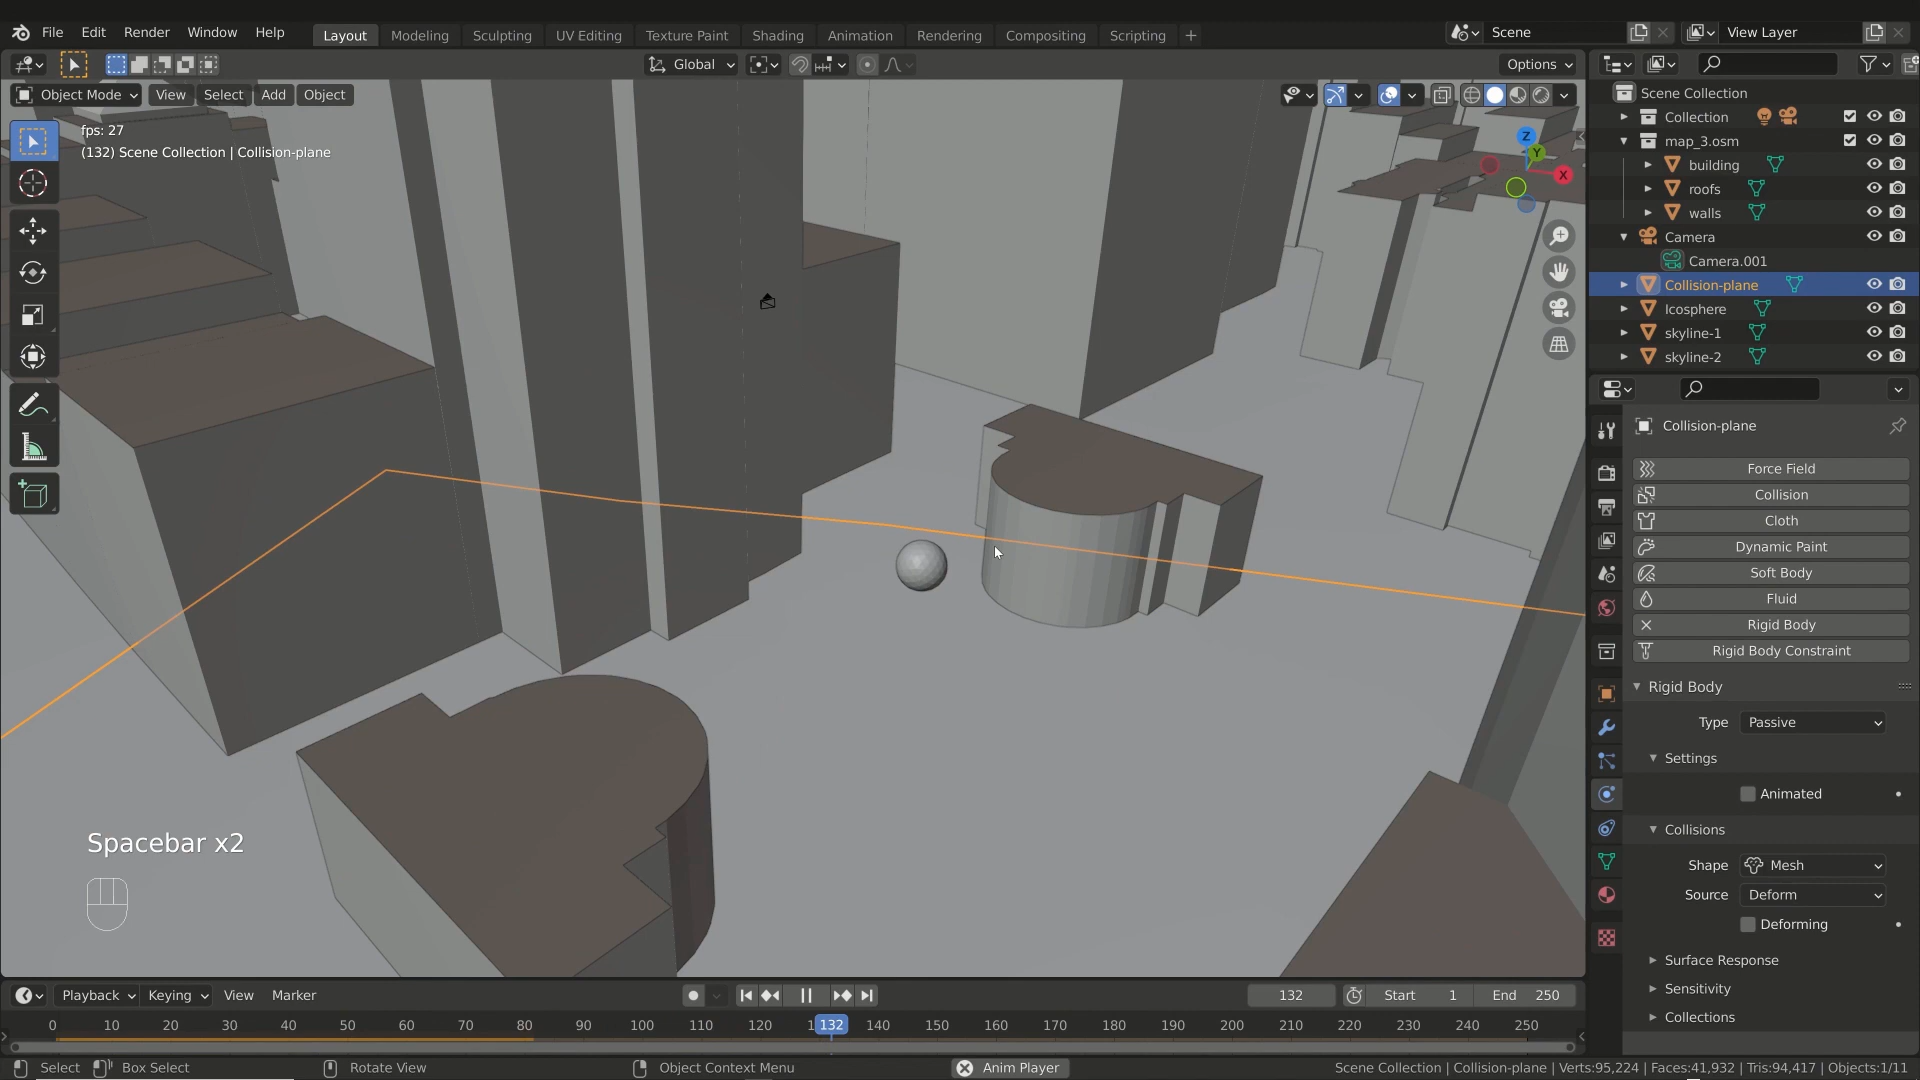 File Edit Render Window Help
Layout Modeling Sculpting UV Editing Texture Paint Shading Animation Rendering Compositing Scripting +
Scene
View Layer
Global
Options
Object Mode View Select Add Object
fps: 27
(132) Scene Collection | Collision-plane
Z
Y
X
Spacebar x2
Scene Collection
Collection
map_3.osm
building
roofs
walls
Camera
Camera.001
Collision-plane
Icosphere
skyline-1
skyline-2
Collision-plane
Force Field
Collision
Cloth
Dynamic Paint
Soft Body
Fluid
Rigid Body
Rigid Body Constraint
Rigid Body
Type Passive
Settings
Animated
Collisions
Shape Mesh
Source Deform
Deforming
Surface Response
Sensitivity
Collections
Playback Keying View Marker
132 Start 1 End 250
0 10 20 30 40 50 60 70 80 90 100 110 120 132 140 150 160 170 180 190 200 210 220 230 240 250
Select Box Select Rotate View Object Context Menu Anim Player
Scene Collection | Collision-plane | Verts:95,224 | Faces:41,932 | Tris:94,417 | Objects:1/11